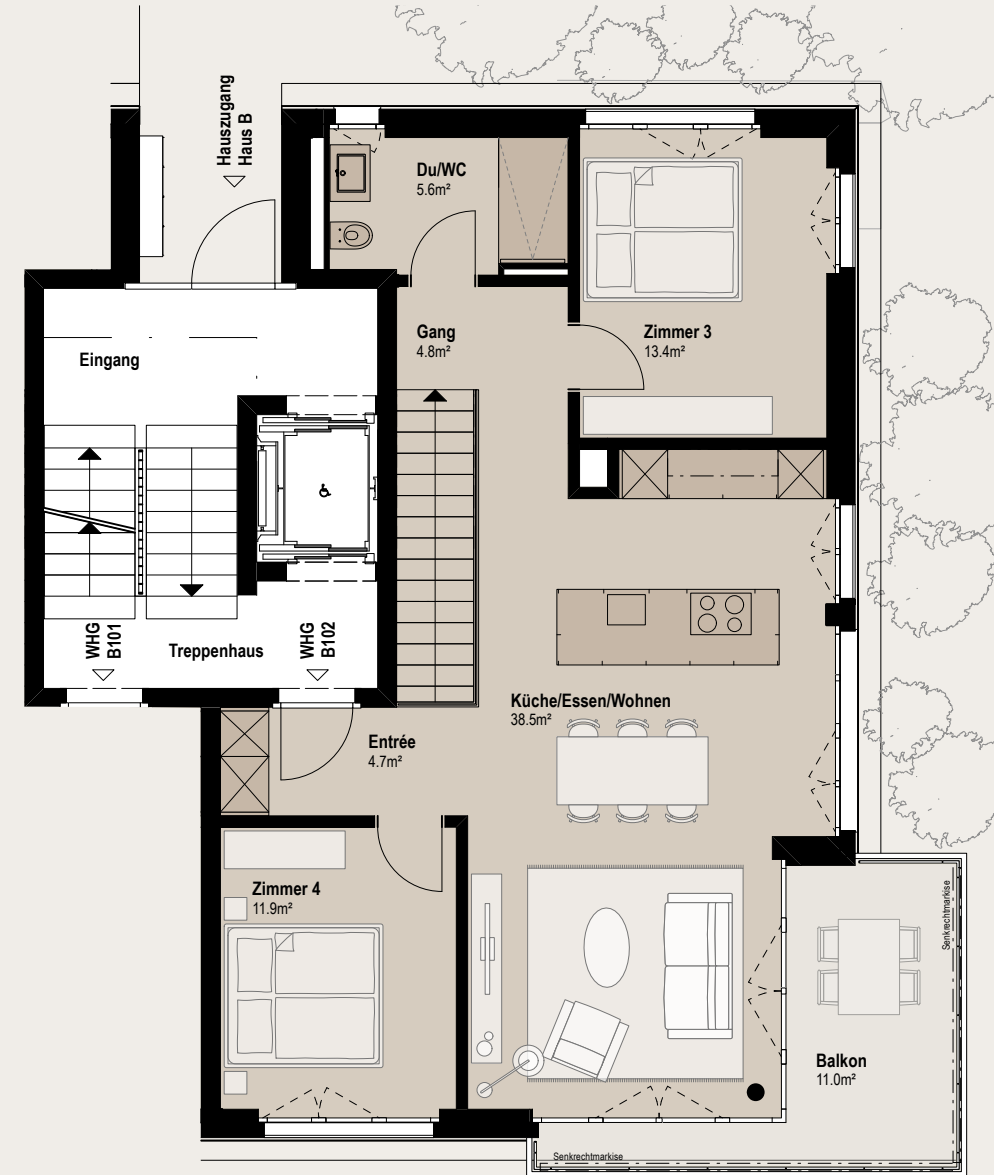 Hauszugang
Haus B
Du/WC
5.6m²
Gang
4.8m²
Zimmer 3
13.4m²
Eingang
WHG
B101
Treppenhaus
WHG
B102
Küche/Essen/Wohnen
38.5m²
Entrée
4.7m²
Zimmer 4
11.9m²
Senkrechtmarkise
Balkon
11.0m²
Senkrechtmarkise